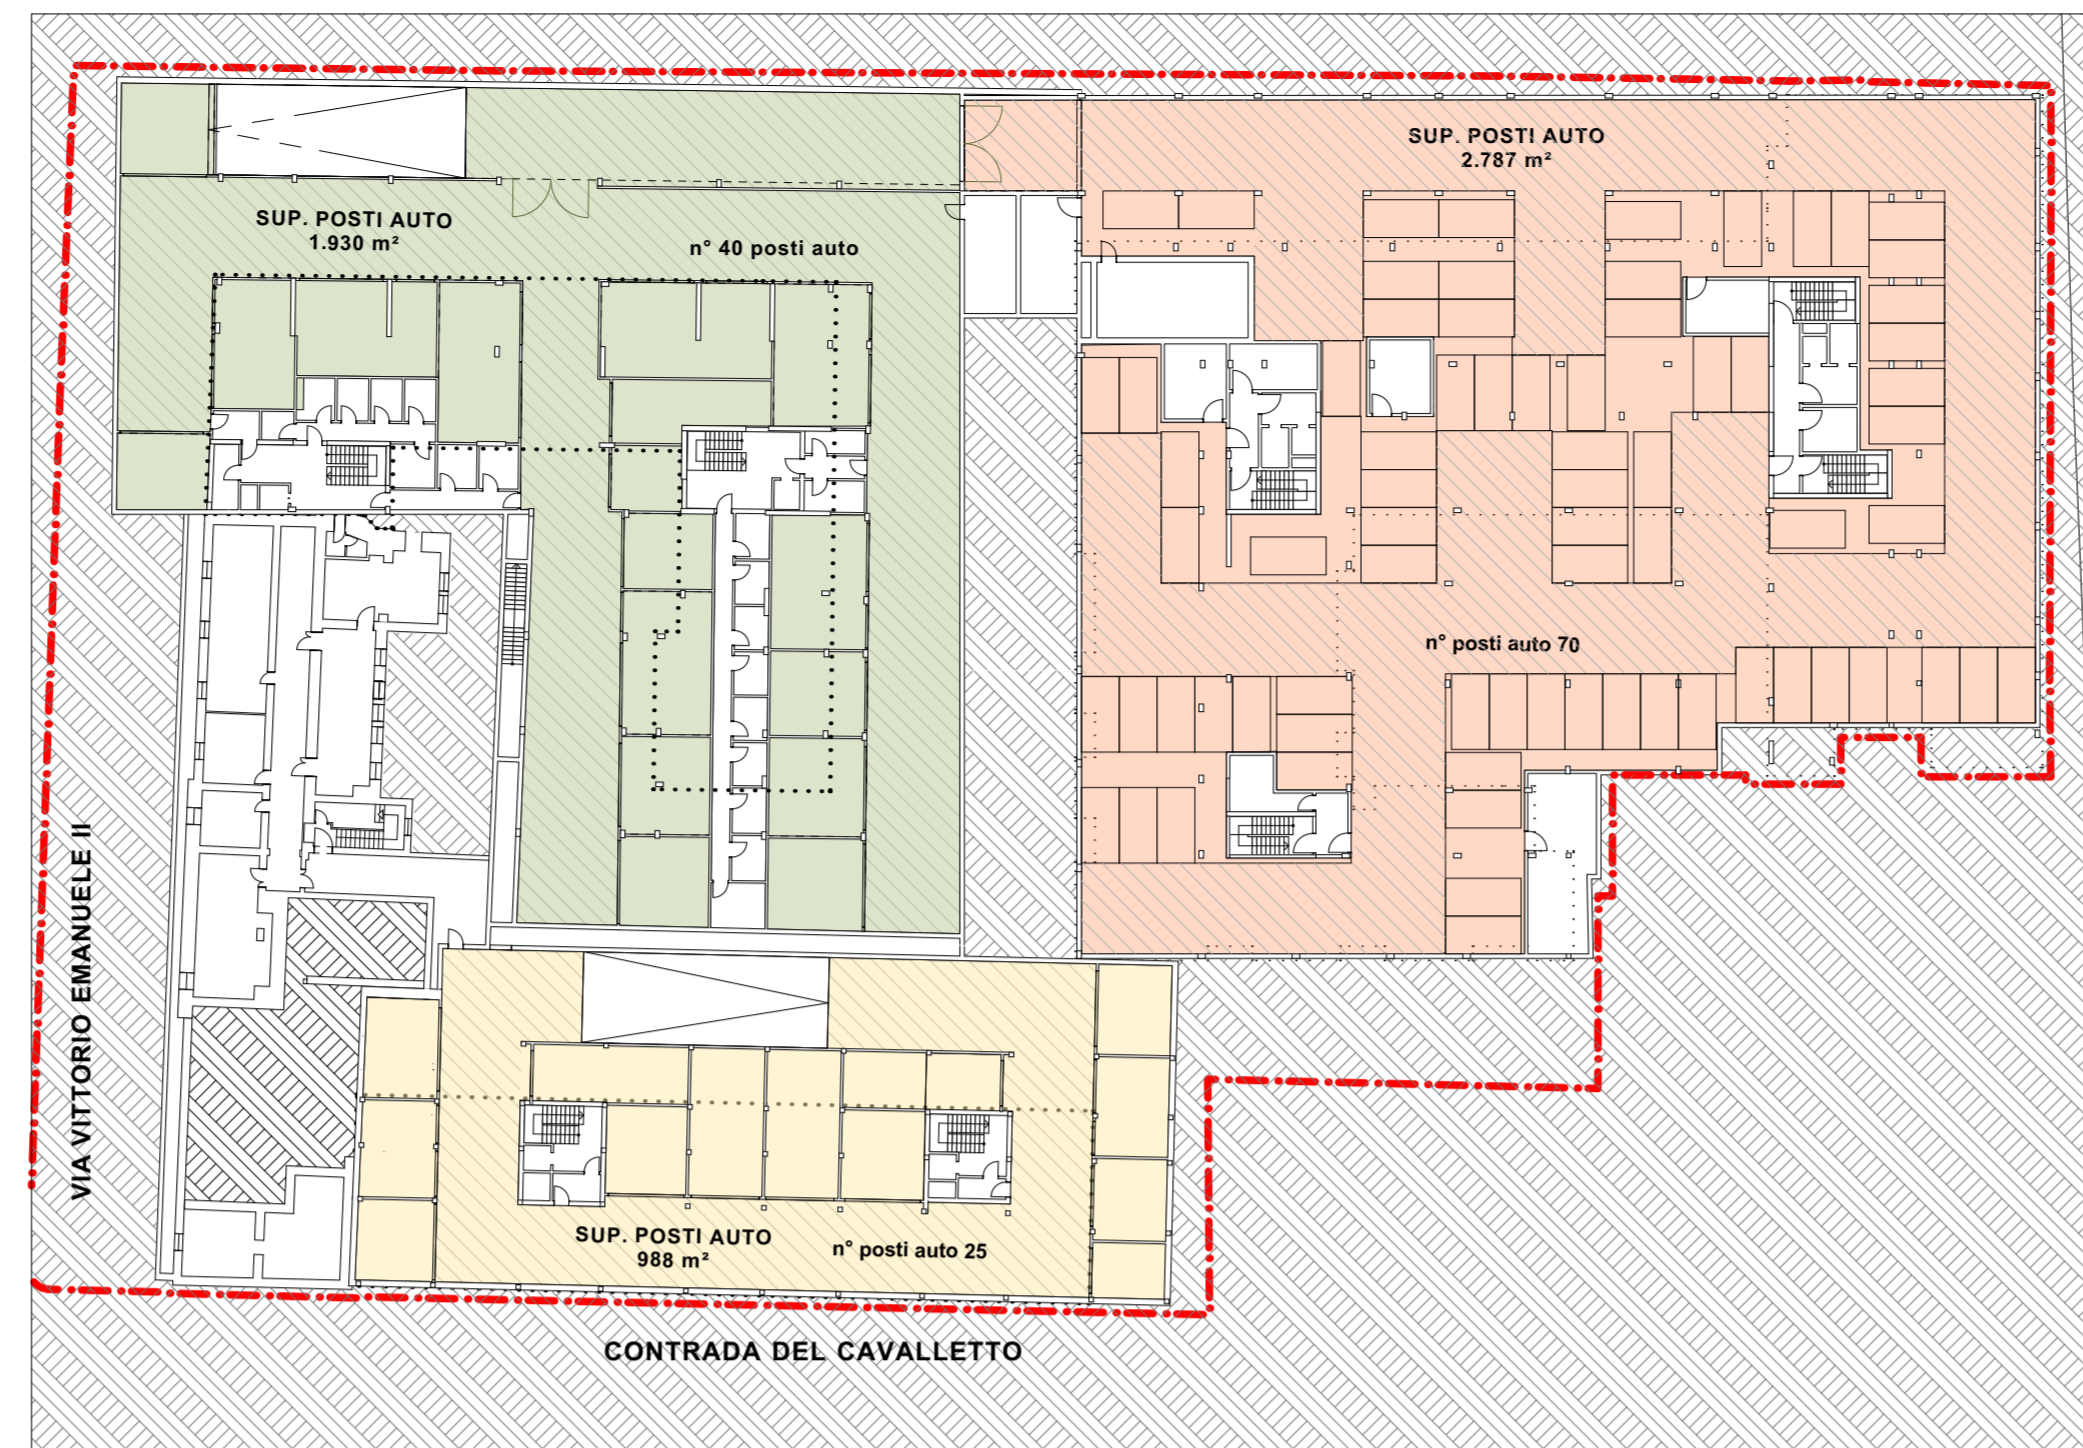 SUP. POSTI AUTO
2.787 m²
SUP. POSTI AUTO
1.930 m²
n° 40 posti auto
n° posti auto 70
VIA VITTORIO EMANUELE II
SUP. POSTI AUTO
988 m²
n° posti auto 25
CONTRADA DEL CAVALLETTO